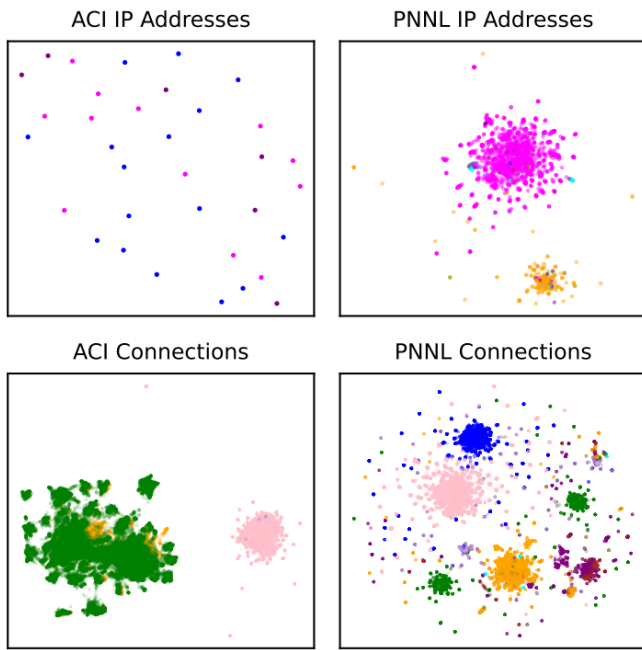 ACI IP Addresses
PNNL IP Addresses
ACI Connections
PNNL Connections